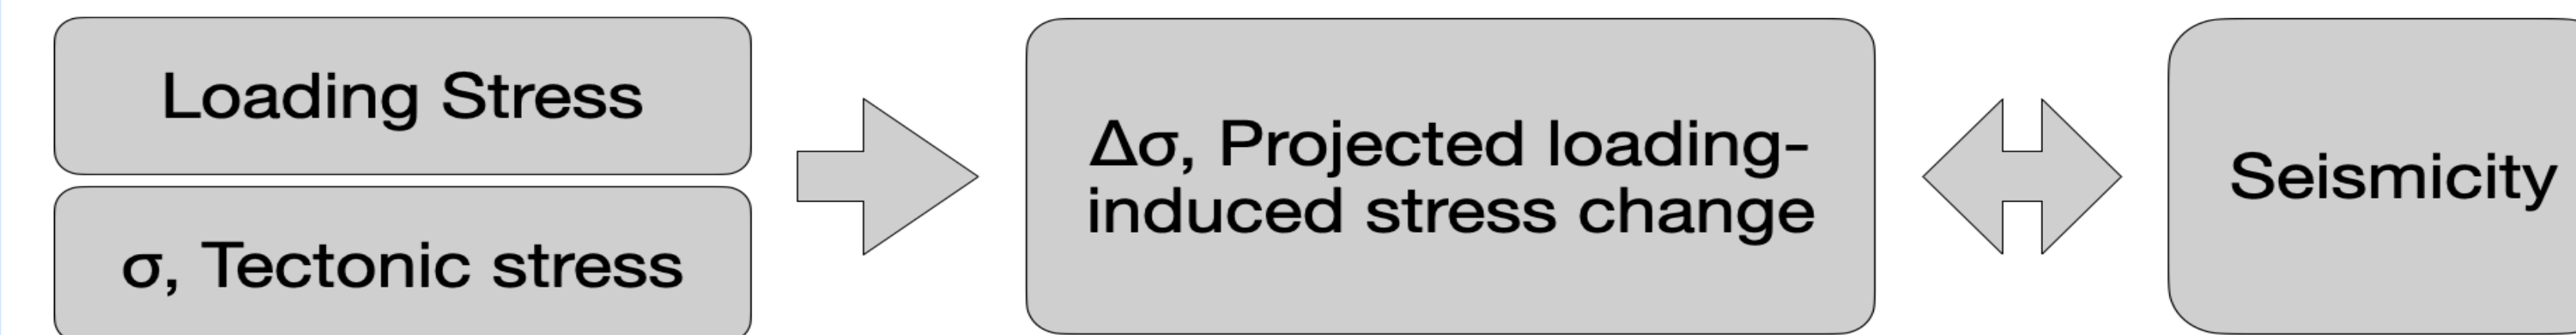 Loading Stress
σ, Tectonic stress
Δσ, Projected loading-
induced stress change
Seismicity